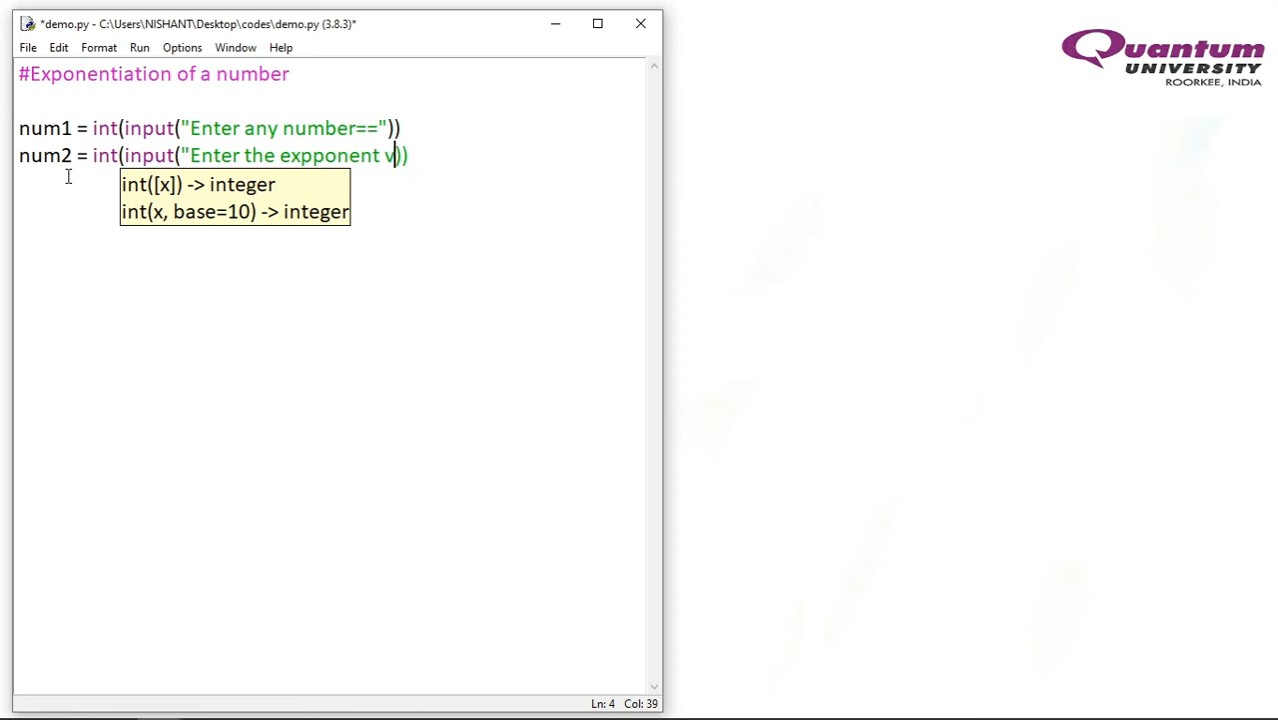 *demo.py - C:\Users\NISHANT\Desktop\codes\demo.py (3.8.3)*
File Edit Format Run Options Window Help
#Exponentiation of a number
num1 = int(input("Enter any number=="))
num2 = int(input("Enter the expponent v))
int([x]) -> integer
int(x, base=10) -> integer
Ln: 4 Col: 39
Quantum
UNIVERSITY
ROORKEE, INDIA